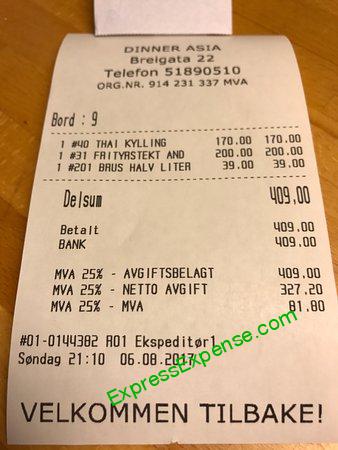 DINNER ASIA
Breigata 22
Telefon 51890510
ORG.NR. 914 231 337 MVA
Bord : 9
1 #40 THAI KYLLING 170.00 170.00
1 #31 FRITYRSTEKT AND 200.00 200.00
1 #201 BRUS HALV LITER 39.00 39.00
Delsum 409,00
Betalt 409.00
BANK 409.00
MVA 25% - AVGIFTSBELAGT 409.00
MVA 25% - NETTO AVGIFT 327.20
MVA 25% - MVA 81.80
#01-0144382 R01 Ekspeditør1
Søndag 21:10 06.08.2017
ExpressExpense.com
VELKOMMEN TILBAKE!